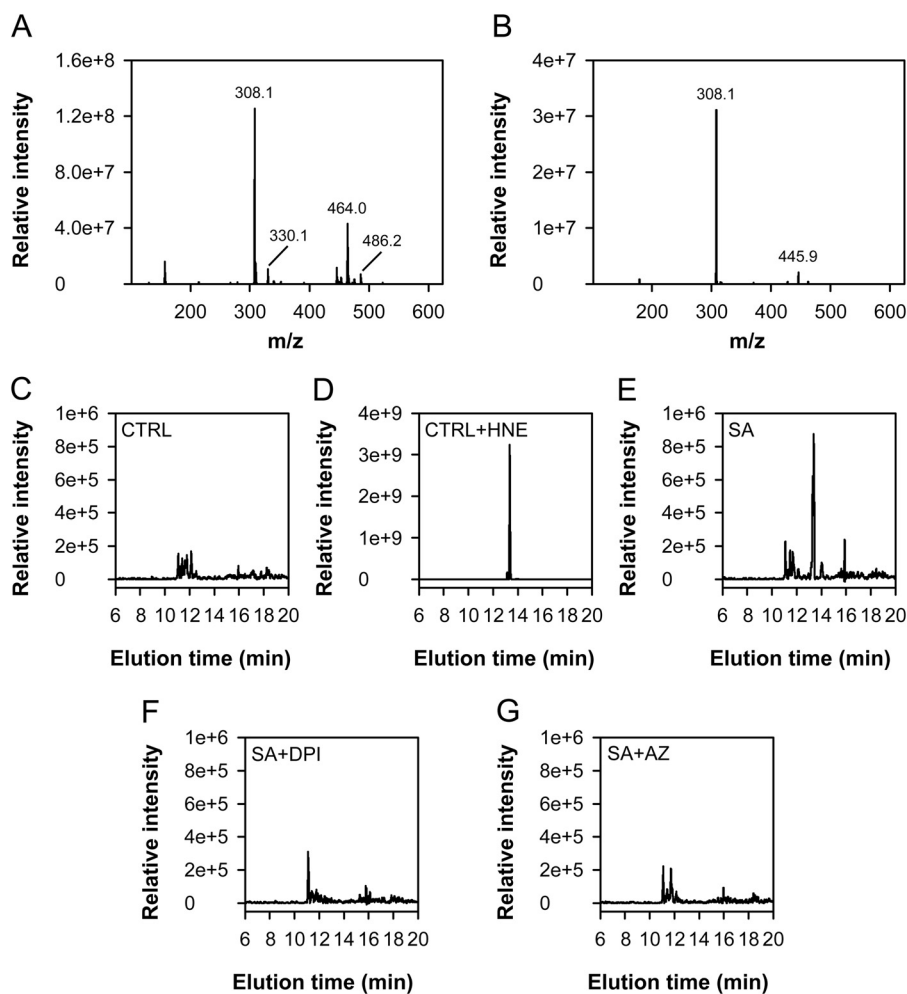 A
Relative intensity
1.6e+8
1.2e+8
8.0e+7
4.0e+7
0
308.1
330.1
464.0
486.2
200 300 400 500 600
m/z
B
Relative intensity
4e+7
3e+7
2e+7
1e+7
0
308.1
445.9
200 300 400 500 600
m/z
C
Relative intensity
1e+6
8e+5
6e+5
4e+5
2e+5
0
CTRL
6 8 10 12 14 16 18 20
Elution time (min)
D
Relative intensity
4e+9
3e+9
2e+9
1e+9
0
CTRL+HNE
6 8 10 12 14 16 18 20
Elution time (min)
E
Relative intensity
1e+6
8e+5
6e+5
4e+5
2e+5
0
SA
6 8 10 12 14 16 18 20
Elution time (min)
F
Relative intensity
1e+6
8e+5
6e+5
4e+5
2e+5
0
SA+DPI
6 8 10 12 14 16 18 20
Elution time (min)
G
Relative intensity
1e+6
8e+5
6e+5
4e+5
2e+5
0
SA+AZ
6 8 10 12 14 16 18 20
Elution time (min)